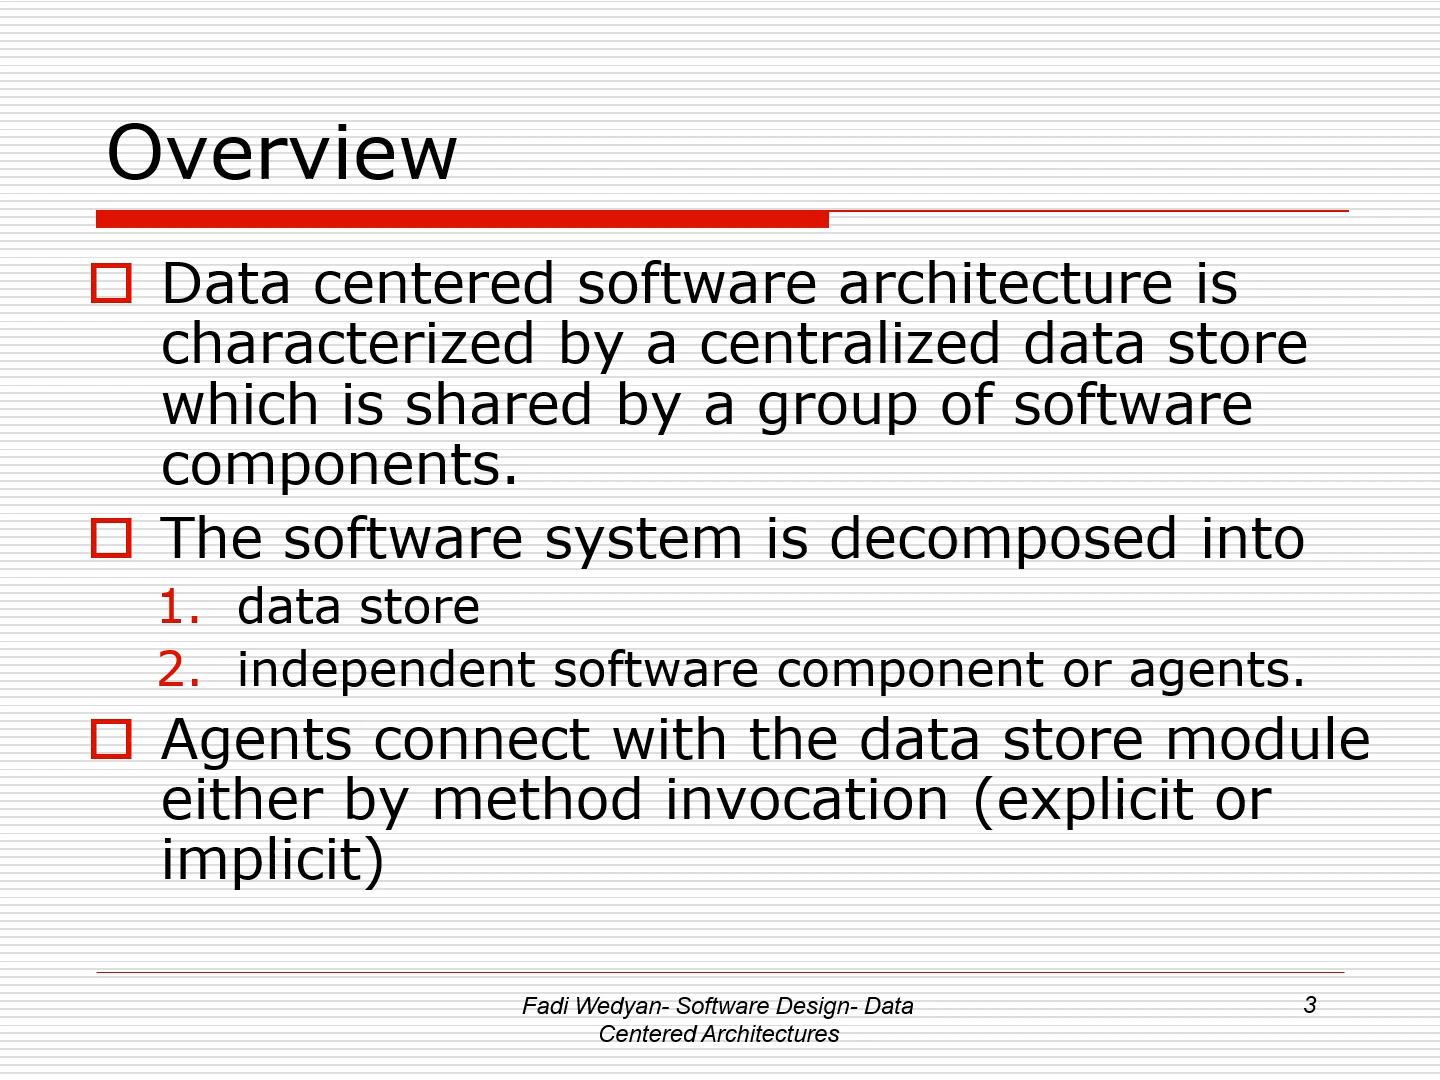 Overview
Data centered software architecture is
characterized by a centralized data store
which is shared by a group of software
components.
The software system is decomposed into
1. data store
2. independent software component or agents.
Agents connect with the data store module
either by method invocation (explicit or
implicit)
Fadi Wedyan- Software Design- Data
Centered Architectures
3